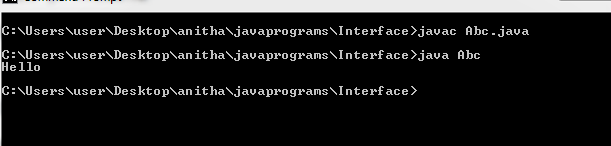 C:\Users\user\Desktop\anitha\javaprograms\Interface>javac Abc.java
C:\Users\user\Desktop\anitha\javaprograms\Interface>java Abc
Hello
C:\Users\user\Desktop\anitha\javaprograms\Interface>